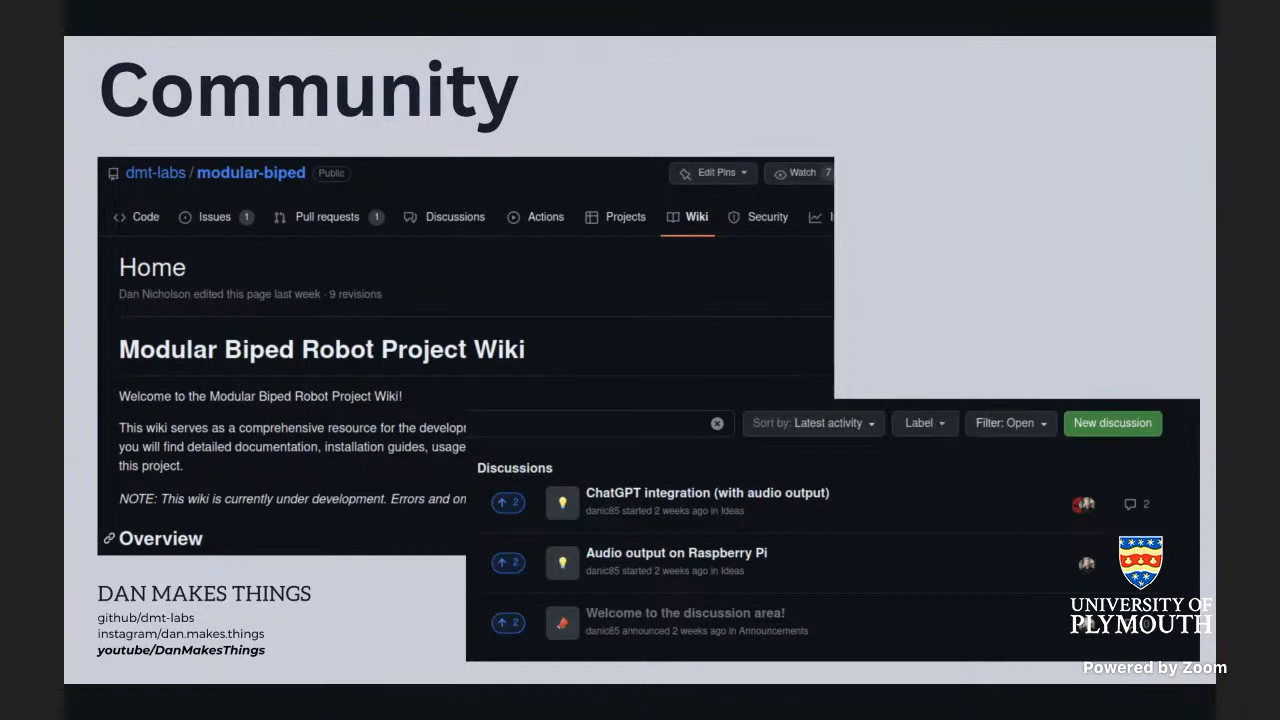 Community
dmt-labs / modular-biped Public
Edit Pins
Watch 7
Code
Issues 1
Pull requests 1
Discussions
Actions
Projects
Wiki
Security
Home
Dan Nicholson edited this page last week · 9 revisions
Modular Biped Robot Project Wiki
Welcome to the Modular Biped Robot Project Wiki!
This wiki serves as a comprehensive resource for the develop
you will find detailed documentation, installation guides, usage
this project.
NOTE: This wiki is currently under development. Errors and on
Overview
Sort by: Latest activity
Label
Filter: Open
New discussion
Discussions
2
ChatGPT integration (with audio output)
danic85 started 2 weeks ago in Ideas
2
2
Audio output on Raspberry Pi
danic85 started 2 weeks ago in Ideas
2
Welcome to the discussion area!
danic85 announced 2 weeks ago in Announcements
DAN MAKES THINGS
github/dmt-labs
instagram/dan.makes.things
youtube/DanMakesThings
UNIVERSITY OF
PLYMOUTH
Powered by Zoom